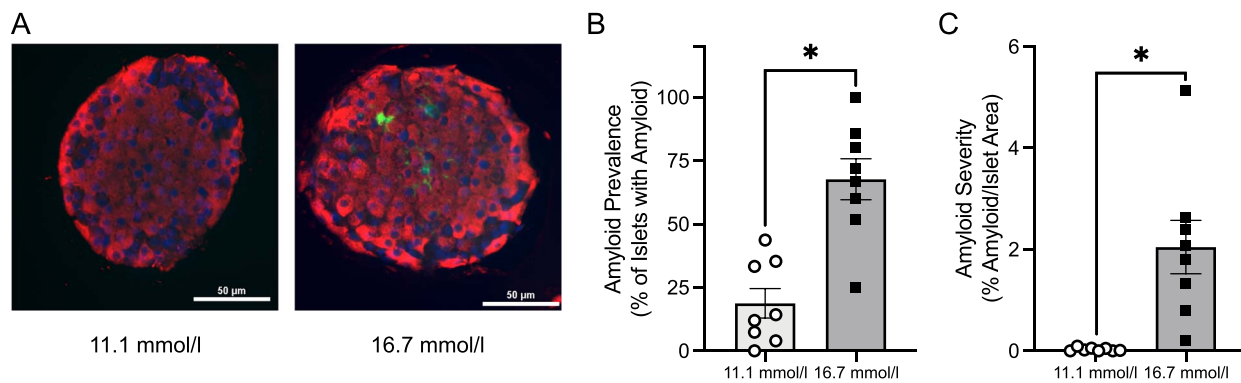 A
50 µm
50 µm
11.1 mmol/l
16.7 mmol/l
B
Amyloid Prevalence
(% of Islets with Amyloid)
100
75
50
25
0
*
11.1 mmol/l
16.7 mmol/l
C
Amyloid Severity
(% Amyloid/Islet Area)
6
4
2
0
*
11.1 mmol/l
16.7 mmol/l